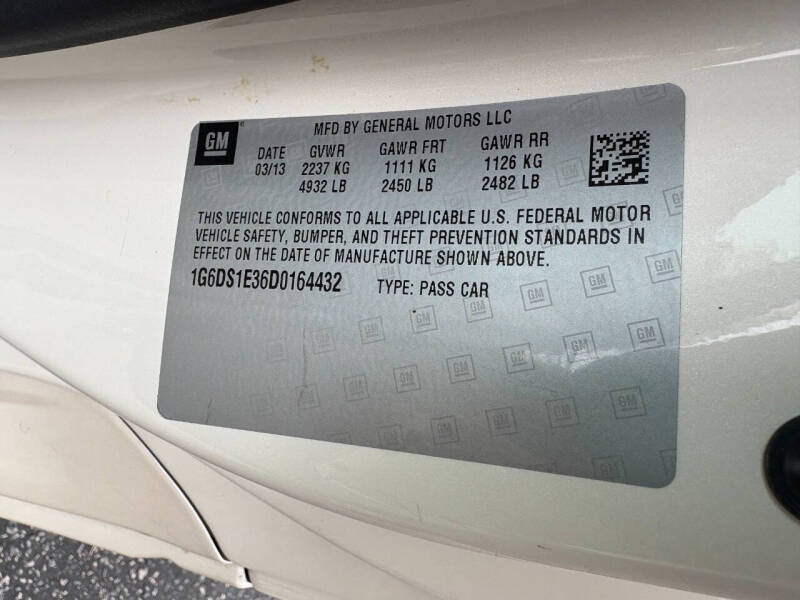 GM
MFD BY GENERAL MOTORS LLC
DATE GVWR GAWR FRT GAWR RR
03/13 2237 KG 1111 KG 1126 KG
4932 LB 2450 LB 2482 LB
THIS VEHICLE CONFORMS TO ALL APPLICABLE U.S. FEDERAL MOTOR
VEHICLE SAFETY, BUMPER, AND THEFT PREVENTION STANDARDS IN
EFFECT ON THE DATE OF MANUFACTURE SHOWN ABOVE.
1G6DS1E36D0164432 TYPE: PASS CAR